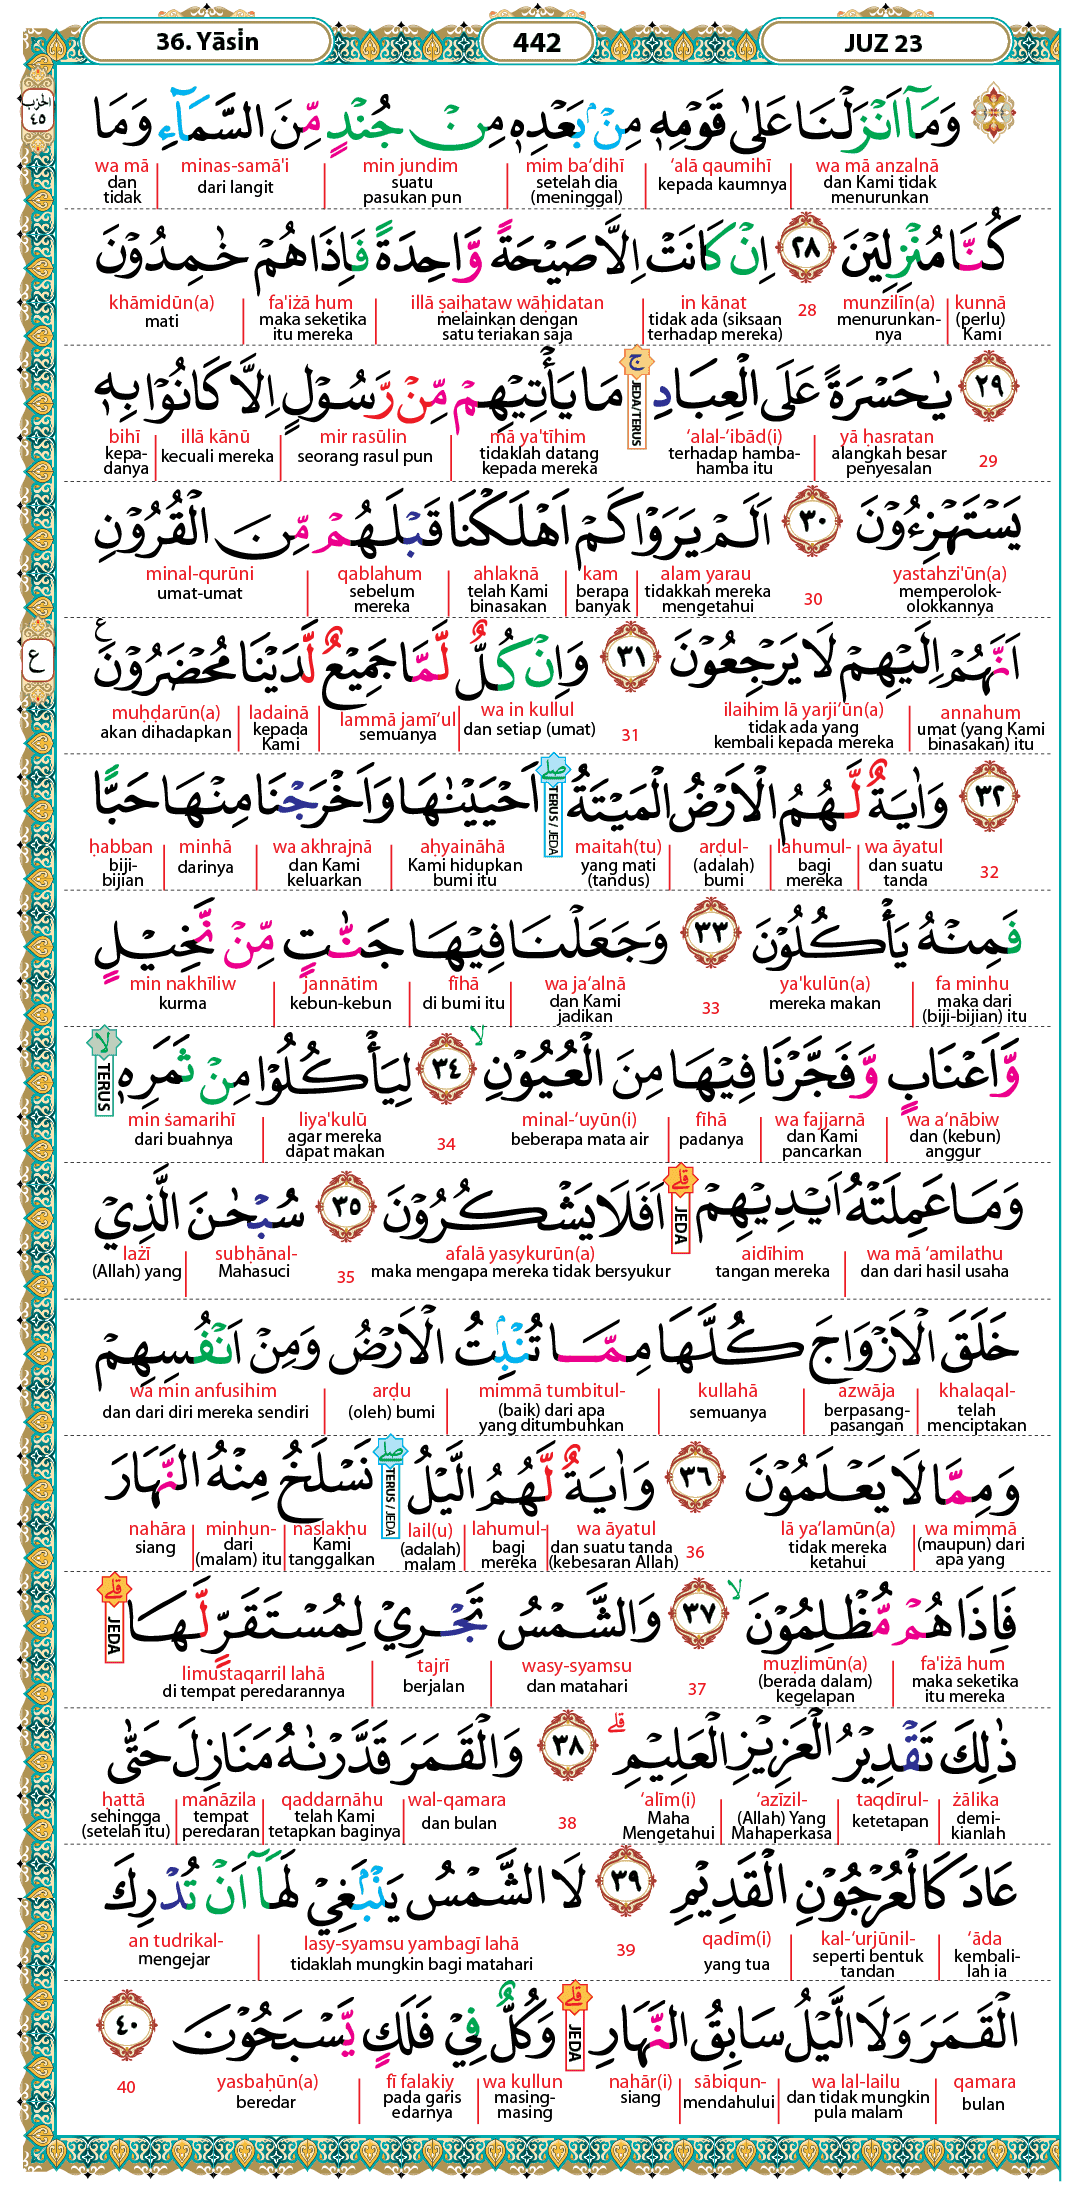 36. Yāsin
442
JUZ 23
الحزب ٤٥
وَمَآ اَنْزَلْنَا عَلٰى قَوْمِهٖ مِنْۢ بَعْدِهٖ مِنْ جُنْدٍ مِّنَ السَّمَاۤءِ وَمَا
wa mā anzalnā ‘alā qaumihī mim ba‘dihī min jundim minas-samā'i wa mā
dan Kami tidak menurunkan kepada kaumnya setelah dia (meninggal) suatu pasukan pun dari langit dan tidak
كُنَّا مُنْزِلِيْنَ ٢٨ اِنْ كَانَتْ اِلَّا صَيْحَةً وَّاحِدَةً فَاِذَا هُمْ خٰمِدُوْنَ
kunnā munzilīn(a) 28 in kānat illā ṣaiḥataw wāḥidatan fa'iżā hum khāmidūn(a)
(perlu) Kami menurunkan-nya tidak ada (siksaan terhadap mereka) melainkan dengan satu teriakan saja maka seketika itu mereka mati
٢٩ يٰحَسْرَةً عَلَى الْعِبَادِ ۚ مَا يَأْتِيْهِمْ مِّنْ رَّسُوْلٍ اِلَّا كَانُوْا بِهٖ
JEDA/TERUS
29 yā ḥasratan ‘alal-‘ibād(i) mā ya'tīhim mir rasūlin illā kānū bihī
alangkah besar penyesalan terhadap hamba-hamba itu tidaklah datang kepada mereka seorang rasul pun kecuali mereka kepa-danya
يَسْتَهْزِءُوْنَ ٣٠ اَلَمْ يَرَوْا كَمْ اَهْلَكْنَا قَبْلَهُمْ مِّنَ الْقُرُوْنِ
yastahzi'ūn(a) 30 alam yarau kam ahlaknā qablahum minal-qurūni
memperolok-olokkannya tidakkah mereka mengetahui berapa banyak telah Kami binasakan sebelum mereka umat-umat
اَنَّهُمْ اِلَيْهِمْ لَا يَرْجِعُوْنَ ٣١ وَاِنْ كُلٌّ لَّمَّا جَمِيْعٌ لَّدَيْنَا مُحْضَرُوْنَ ࣖ
ع
annahum ilaihim lā yarji‘ūn(a) 31 wa in kullul lammā jamī‘ul ladainā muḥḍarūn(a)
umat (yang Kami binasakan) itu tidak ada yang kembali kepada mereka dan setiap (umat) semuanya kepada Kami akan dihadapkan
٣٢ وَاٰيَةٌ لَّهُمُ الْاَرْضُ الْمَيْتَةُ ۖ اَحْيَيْنٰهَا وَاَخْرَجْنَا مِنْهَا حَبًّا
TERUS / JEDA
32 wa āyatul lahumul- arḍul- maitah(tu) aḥyaināhā wa akhrajnā minhā ḥabban
dan suatu tanda bagi mereka (adalah) bumi yang mati (tandus) Kami hidupkan bumi itu dan Kami keluarkan darinya biji-bijian
فَمِنْهُ يَأْكُلُوْنَ ٣٣ وَجَعَلْنَا فِيْهَا جَنّٰتٍ مِّنْ نَّخِيْلٍ
fa minhu ya'kulūn(a) 33 wa ja‘alnā fīhā jannātim min nakhīliw
maka dari (biji-bijian) itu mereka makan dan Kami jadikan di bumi itu kebun-kebun kurma
وَّاَعْنَابٍ وَّفَجَّرْنَا فِيْهَا مِنَ الْعُيُوْنِ ۙ ٣٤ لِيَأْكُلُوْا مِنْ ثَمَرِهٖ ۙ
TERUS
wa a‘nābiw wa fajjarnā fīhā minal-‘uyūn(i) 34 liya'kulū min ṡamarihī
dan (kebun) anggur dan Kami pancarkan padanya beberapa mata air agar mereka dapat makan dari buahnya
وَمَا عَمِلَتْهُ اَيْدِيْهِمْ ۗ اَفَلَا يَشْكُرُوْنَ ٣٥ سُبْحٰنَ الَّذِيْ
JEDA
wa mā ‘amilathu aidīhim afalā yasykurūn(a) 35 subḥānal- lażī
dan dari hasil usaha tangan mereka maka mengapa mereka tidak bersyukur Mahasuci (Allah) yang
خَلَقَ الْاَزْوَاجَ كُلَّهَا مِمَّا تُنْۢبِتُ الْاَرْضُ وَمِنْ اَنْفُسِهِمْ
khalaqal- azwāja kullahā mimmā tumbitul- arḍu wa min anfusihim
telah menciptakan berpasang-pasangan semuanya (baik) dari apa yang ditumbuhkan (oleh) bumi dan dari diri mereka sendiri
وَمِمَّا لَا يَعْلَمُوْنَ ٣٦ وَاٰيَةٌ لَّهُمُ الَّيْلُ ۖ نَسْلَخُ مِنْهُ النَّهَارَ
TERUS / JEDA
wa mimmā lā ya‘lamūn(a) 36 wa āyatul lahumul- lail(u) naslakhu minhun- nahāra
(maupun) dari apa yang tidak mereka ketahui dan suatu tanda (kebesaran Allah) bagi mereka (adalah) malam Kami tanggalkan dari (malam) itu siang
فَاِذَا هُمْ مُّظْلِمُوْنَ ۙ ٣٧ وَالشَّمْسُ تَجْرِيْ لِمُسْتَقَرٍّ لَّهَا ۗ
JEDA
fa'iżā hum muẓlimūn(a) 37 wasy-syamsu tajrī limustaqarril lahā
maka seketika itu mereka (berada dalam) kegelapan dan matahari berjalan di tempat peredarannya
ذٰلِكَ تَقْدِيْرُ الْعَزِيْزِ الْعَلِيْمِ ۗ ٣٨ وَالْقَمَرَ قَدَّرْنٰهُ مَنَازِلَ حَتّٰى
żālika taqdīrul- ‘azīzil- ‘alīm(i) 38 wal-qamara qaddarnāhu manāzila ḥattā
demi-kianlah ketetapan (Allah) Yang Mahaperkasa Maha Mengetahui dan bulan telah Kami tetapkan baginya tempat peredaran sehingga (setelah itu)
عَادَ كَالْعُرْجُوْنِ الْقَدِيْمِ ٣٩ لَا الشَّمْسُ يَنْۢبَغِيْ لَهَآ اَنْ تُدْرِكَ
‘āda kal-‘urjūnil- qadīm(i) 39 lasy-syamsu yambagī lahā an tudrikal-
kembali-lah ia seperti bentuk tandan yang tua tidaklah mungkin bagi matahari mengejar
الْقَمَرَ وَلَا الَّيْلُ سَابِقُ النَّهَارِ ۗ وَكُلٌّ فِيْ فَلَكٍ يَّسْبَحُوْنَ ٤٠
JEDA
qamara wa lal-lailu sābiqun- nahār(i) wa kullun fī falakiy yasbaḥūn(a) 40
bulan dan tidak mungkin pula malam mendahului siang masing-masing pada garis edarnya beredar